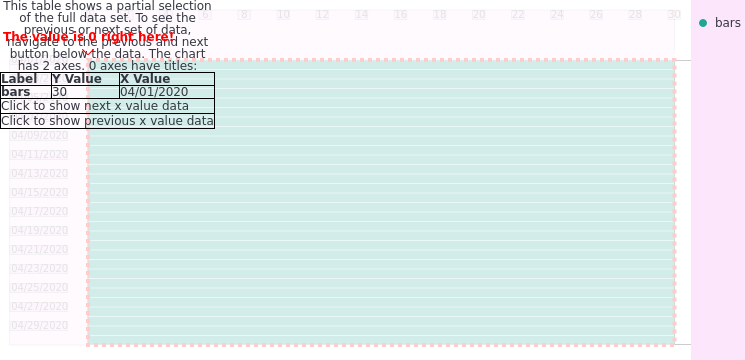 This table shows a partial selection
of the full data set. To see the
previous or next set of data,
The value is 0 right here!
navigate to the previous and next
button below the data. The chart
has 2 axes. 0 axes have titles:
6 8 10 12 14 16 18 20 22 24 26 28 30
bars
Label Y Value X Value
bars 30 04/01/2020
Click to show next x value data
Click to show previous x value data
04/09/2020
04/11/2020
04/13/2020
04/15/2020
04/17/2020
04/19/2020
04/21/2020
04/23/2020
04/25/2020
04/27/2020
04/29/2020